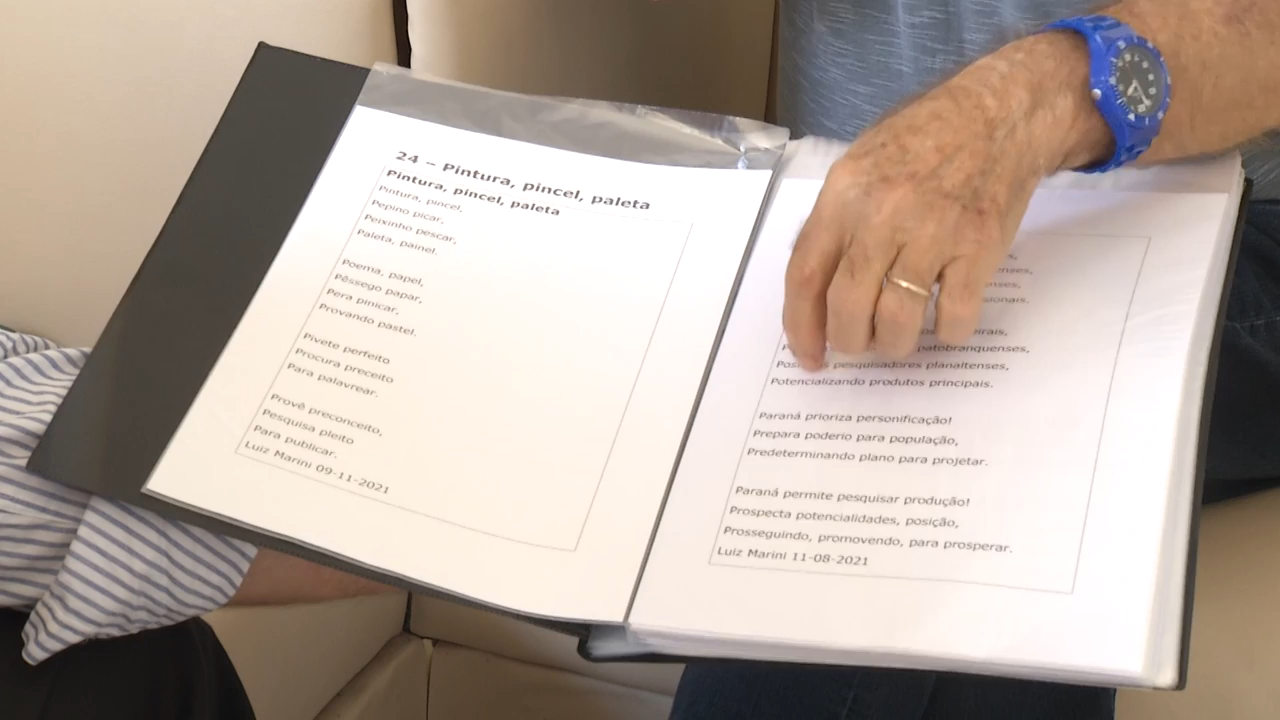 24 – Pintura, pincel, paleta
Pintura, pincel, paleta
Pintura, pincel,
Pepino picar,
Peixinho pescar,
Paleta, painel.
Poema, papel,
Pêssego papar,
Pera pinicar,
Provando pastel.
Pivete perfeito
Procura preceito
Para palavrear.
Provê preconceito,
Pesquisa pleito
Para publicar.
Luiz Marini 09-11-2021
patobranquenses,
pesquisadores planaltenses,
Potencializando produtos principais.
Paraná prioriza personificação!
Prepara poderio para população,
Predeterminando plano para projetar.
Paraná permite pesquisar produção!
Prospecta potencialidades, posição,
Prosseguindo, promovendo, para prosperar.
Luiz Marini 11-08-2021